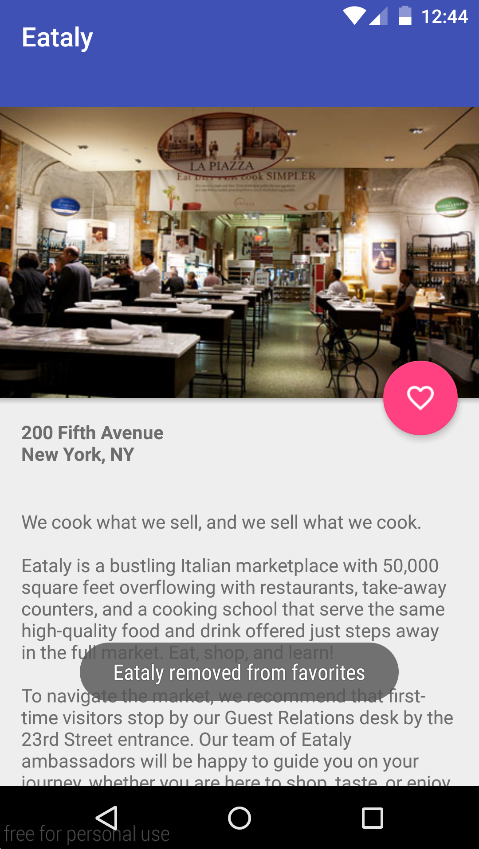 12:44
Eataly
LA PIAZZA
Eat BETTER cook SIMPLER
200 Fifth Avenue
New York, NY
We cook what we sell, and we sell what we cook.
Eataly is a bustling Italian marketplace with 50,000
square feet overflowing with restaurants, take-away
counters, and a cooking school that serve the same
high-quality food and drink offered just steps away
in the full market. Eat, shop, and learn!
Eataly removed from favorites
To navigate the market, we recommend that first-
time visitors stop by our Guest Relations desk by the
23rd Street entrance. Our team of Eataly
ambassadors will be happy to guide you on your
journey, whether you are here to shop, taste, or enjoy
free for personal use